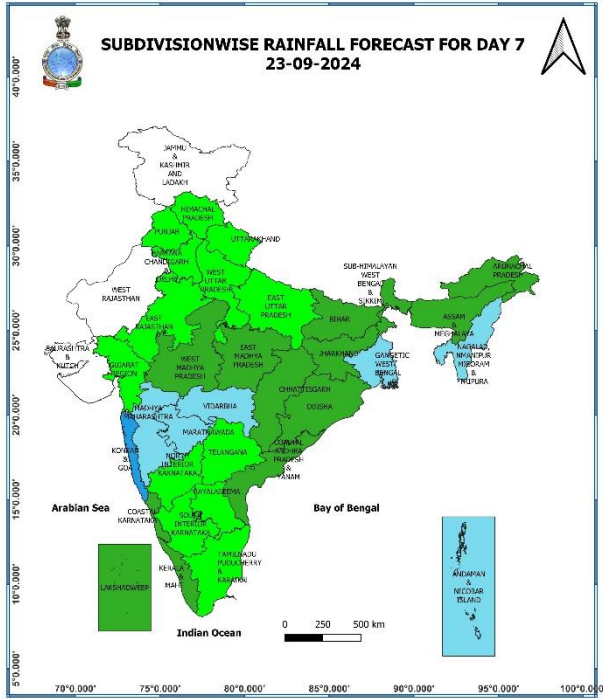 SUBDIVISIONWISE RAINFALL FORECAST FOR DAY 7
23-09-2024
40°0.000'
35°0.000'
30°0.000'
25°0.000'
20°0.000'
15°0.000'
10°0.000'
5°0.000'
JAMMU
&
KASHMIR
AND
LADAKH
HIMACHAL
PRADESH
PUNJAB
UTTARAKHAND
CHANDIGARH
&
DELHI
WEST
UTTAR
PRADESH
SUB-HIMALAYAN
WEST
BENGAL
&
SIKKIM
ARUNACHAL
PRADESH
WEST
RAJASTHAN
EAST
UTTAR
PRADESH
EAST
RAJASTHAN
BIHAR
ASSAM
&
MEGHALAYA
SAURASHTRA
&
KUTCH
GUJARAT
REGION
WEST
MADHYA
PRADESH
EAST
MADHYA
PRADESH
JHARKHAND
GANGETIC
WEST
BENGAL
NAGALAD,
NMANIPUR
MIZORAM
&
TRIPURA
CHHATTISGARH
ODISHA
MADHYA
MAHARASHTRA
VIDARBHA
MARATHAWADA
KONKAN
&
GOA
NORTH
INTERIOR
KARNATAKA
TELANGANA
COASTAL
ANDHRA
PRADESH
&
YANAM
RAYALASEEMA
Arabian Sea
Bay of Bengal
COASTAL
KARNATAKA
SOUTH
INTERIOR
KARNATAKA
LAKSHADWEEP
KERALA
&
MAHE
TAMILNADU
PUDUCHERRY
&
KARAIKAL
ANDAMAN
&
NICOBAR
ISLAND
Indian Ocean
0 250 500 km
70°0.000' 75°0.000' 80°0.000' 85°0.000' 90°0.000' 95°0.000' 100°0.000'